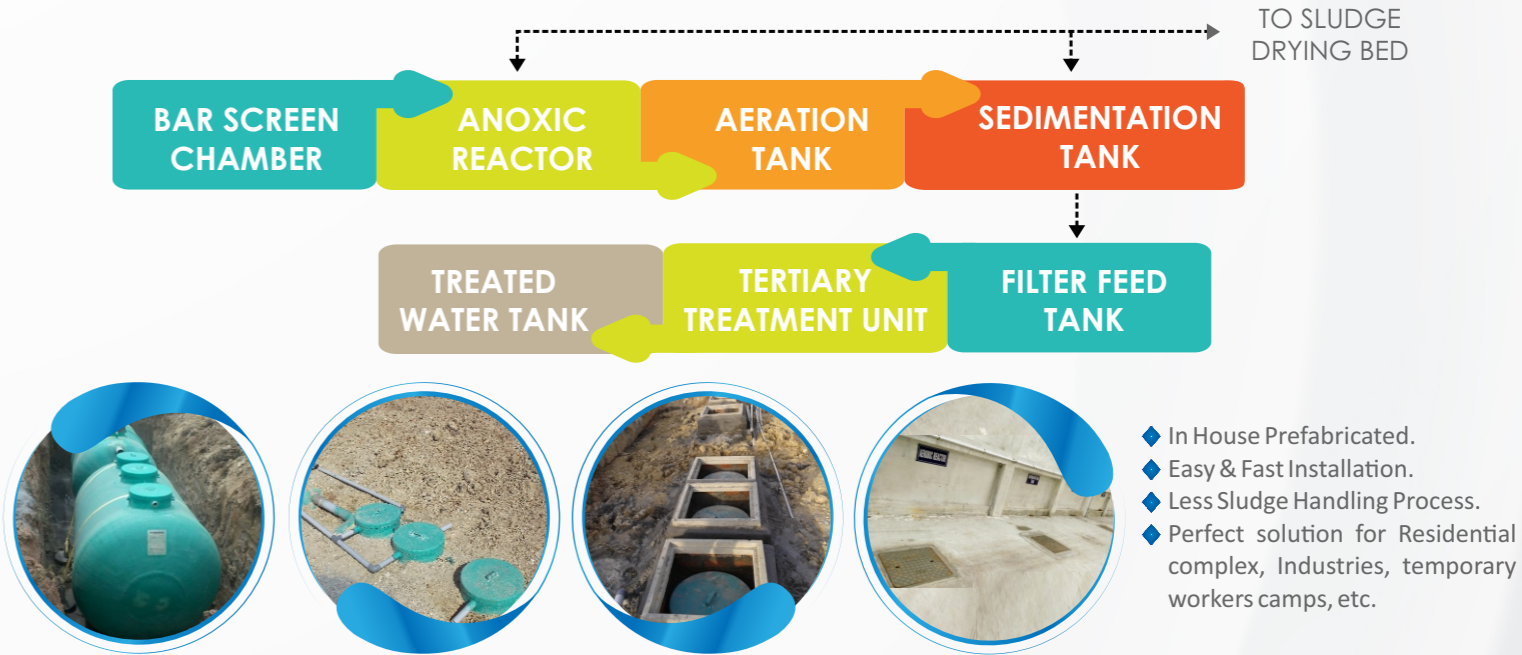 TO SLUDGE
DRYING BED
BAR SCREEN
CHAMBER
ANOXIC
REACTOR
AERATION
TANK
SEDIMENTATION
TANK
TREATED
WATER TANK
TERTIARY
TREATMENT UNIT
FILTER FEED
TANK
In House Prefabricated.
Easy & Fast Installation.
Less Sludge Handling Process.
Perfect solution for Residential
complex, Industries, temporary
workers camps, etc.